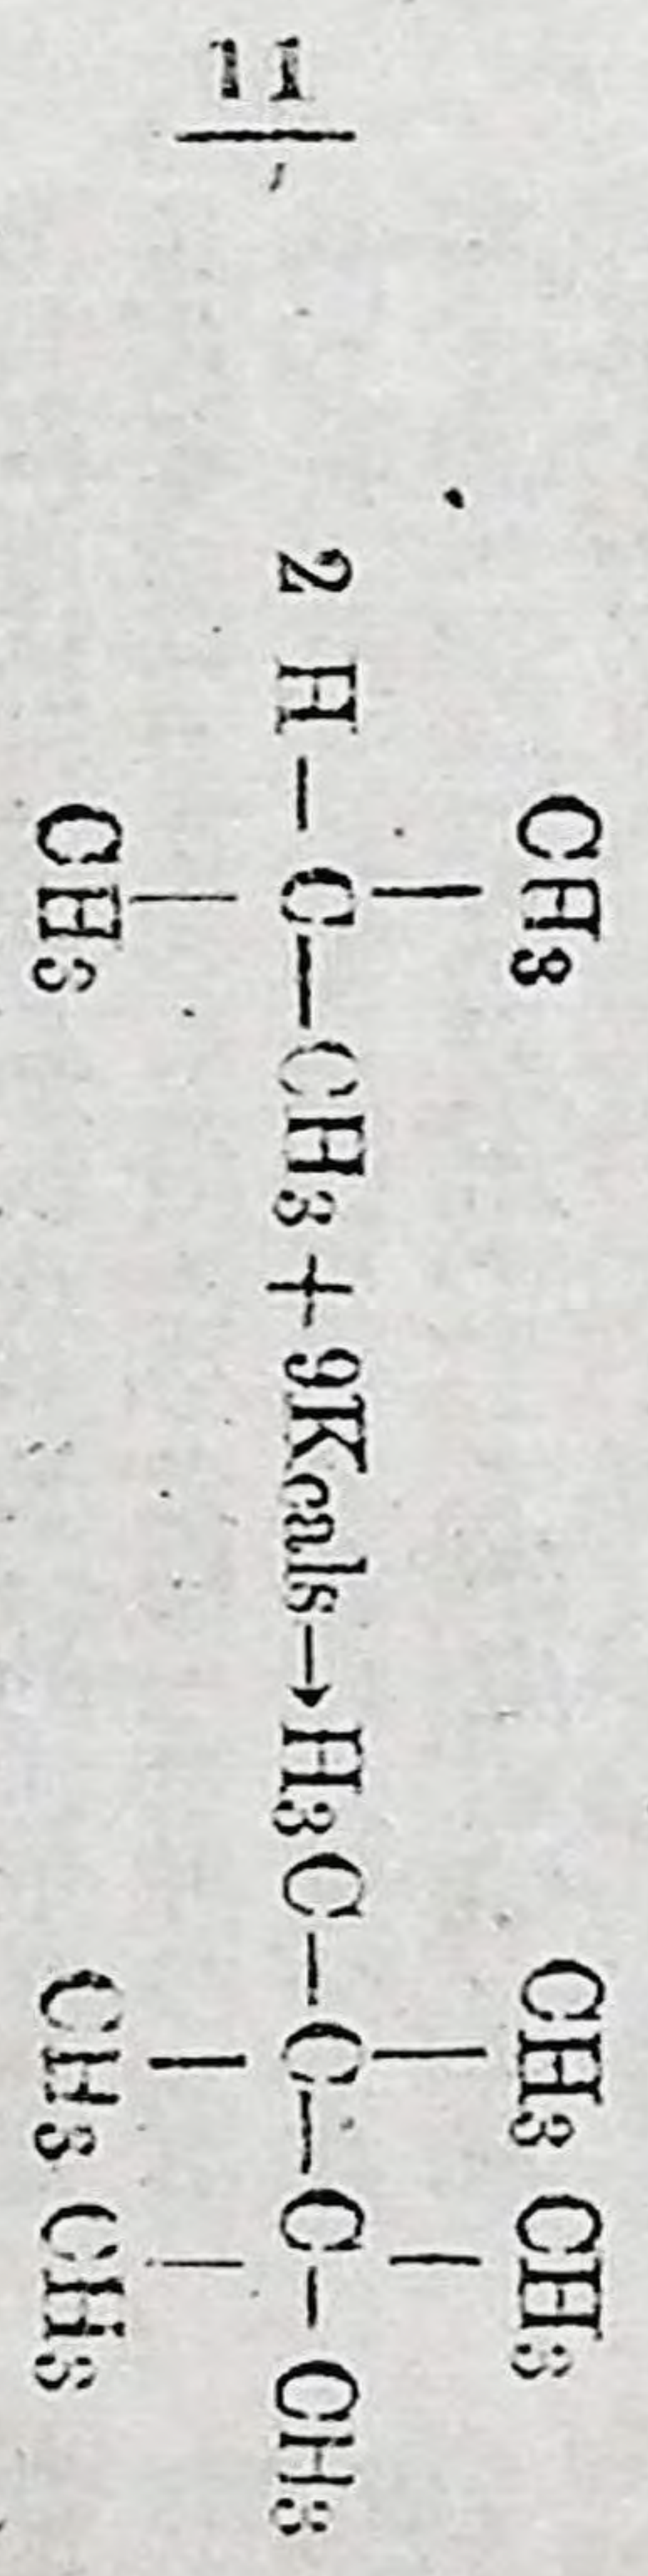 11
CH3 CH3 CH3
2 H – C – CH3 + 9Kcals → H3C – C – C – CH3
CH3 CH3 CH3